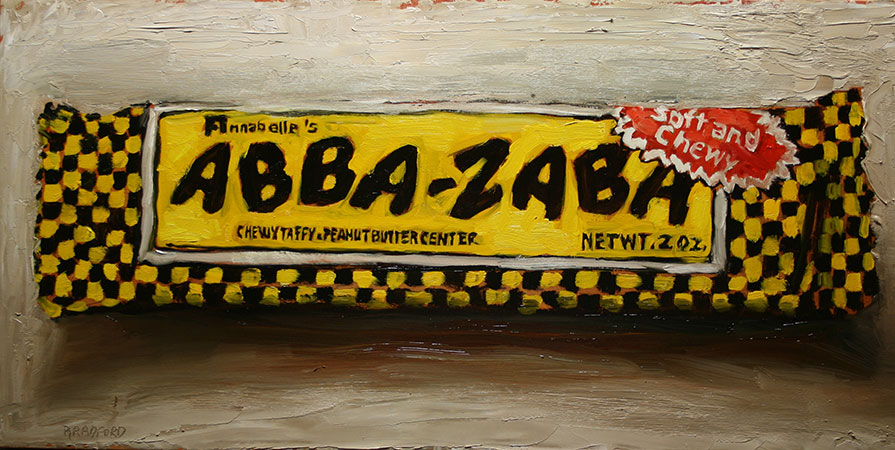 Annabelle's
ABBA-ZABA
Soft and
Chewy
CHEWY TAFFY & PEANUT BUTTER CENTER
NET WT. 2 OZ.
BRADFORD